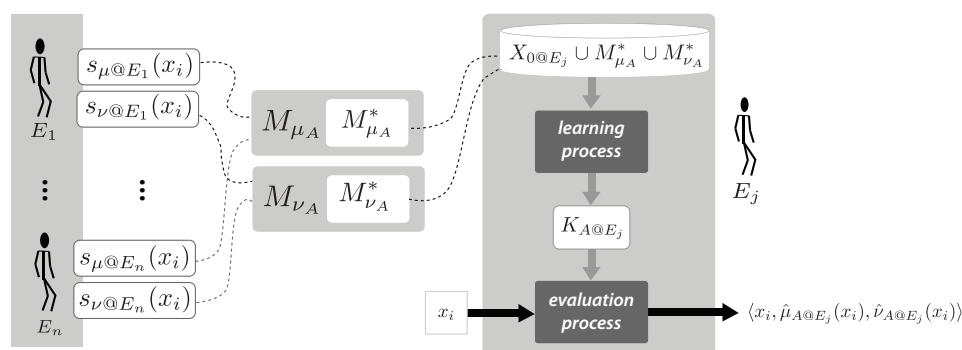 s_{μ@E_1}(x_i)
s_{ν@E_1}(x_i)
E_1
⋮ ⋮
s_{μ@E_n}(x_i)
s_{ν@E_n}(x_i)
E_n
M_{μ_A} M^*_{μ_A}
M_{ν_A} M^*_{ν_A}
X_{0@E_j} ∪ M^*_{μ_A} ∪ M^*_{ν_A}
learning
process
K_{A@E_j}
x_i
evaluation
process
E_j
⟨x_i, μ̂_{A@E_j}(x_i), ν̂_{A@E_j}(x_i)⟩